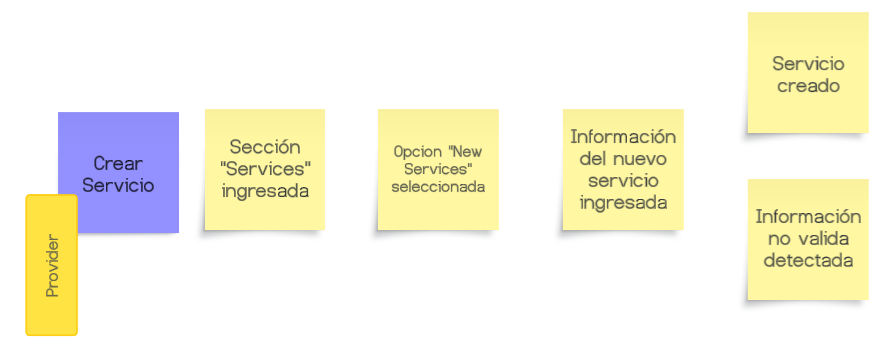 Provider
Crear
Servicio
Sección
"Services"
ingresada
Opcion "New
Services"
seleccionada
Información
del nuevo
servicio
ingresada
Servicio
creado
Información
no valida
detectada